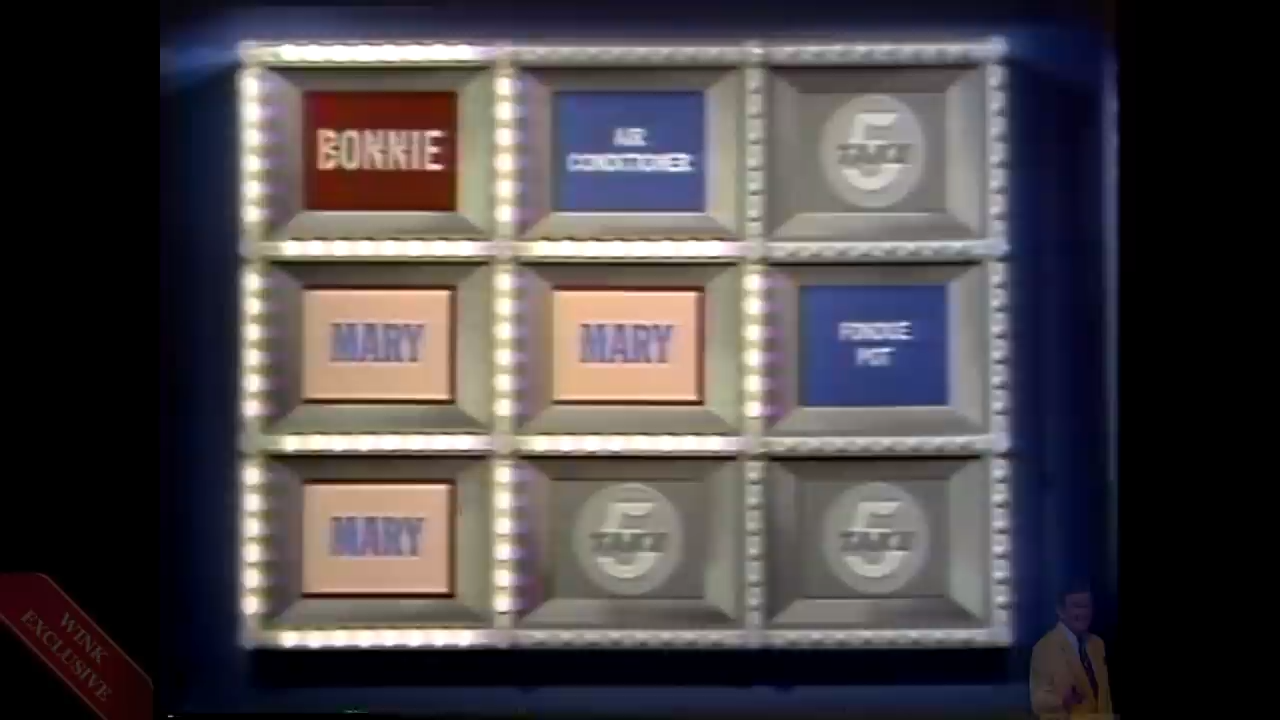 BONNIE
AIR
CONDITIONER
5
TAKE
MARY
MARY
FONDUE
POT
MARY
5
TAKE
5
TAKE
WINK
EXCLUSIVE